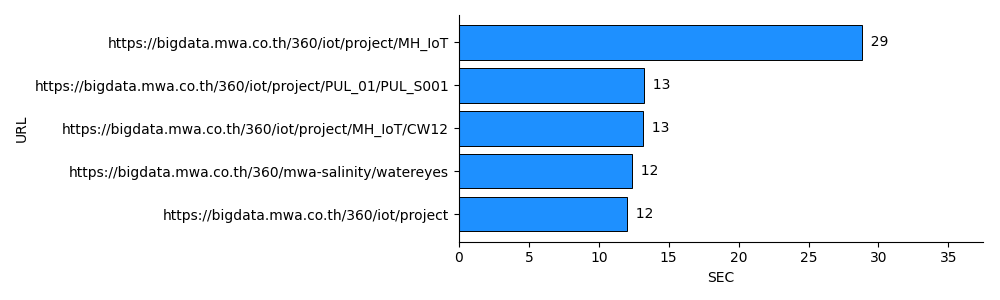 https://bigdata.mwa.co.th/360/iot/project/MH_IoT 29
https://bigdata.mwa.co.th/360/iot/project/PUL_01/PUL_S001 13
https://bigdata.mwa.co.th/360/iot/project/MH_IoT/CW12 13
https://bigdata.mwa.co.th/360/mwa-salinity/watereyes 12
https://bigdata.mwa.co.th/360/iot/project 12
URL
0 5 10 15 20 25 30 35
SEC